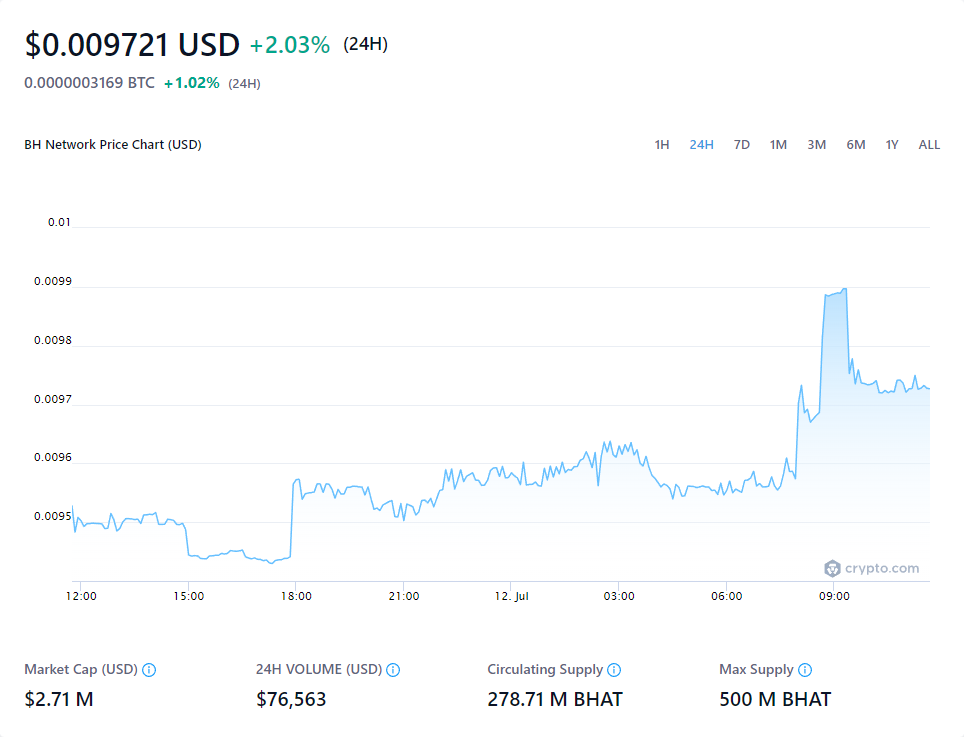 $0.009721 USD +2.03% (24H)
0.0000003169 BTC +1.02% (24H)
BH Network Price Chart (USD) 1H 24H 7D 1M 3M 6M 1Y ALL
0.01
0.0099
0.0098
0.0097
0.0096
0.0095
crypto.com
12:00 15:00 18:00 21:00 12. Jul 03:00 06:00 09:00
Market Cap (USD) 24H VOLUME (USD) Circulating Supply Max Supply
$2.71 M $76,563 278.71 M BHAT 500 M BHAT